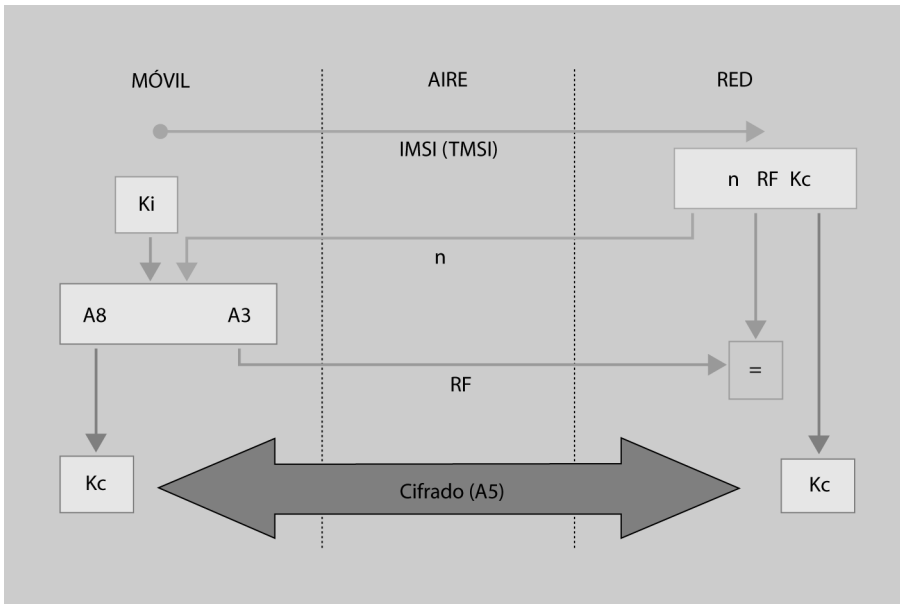 MÓVIL
AIRE
RED
IMSI (TMSI)
n RF Kc
Ki
n
A8
A3
RF
=
Kc
Cifrado (A5)
Kc